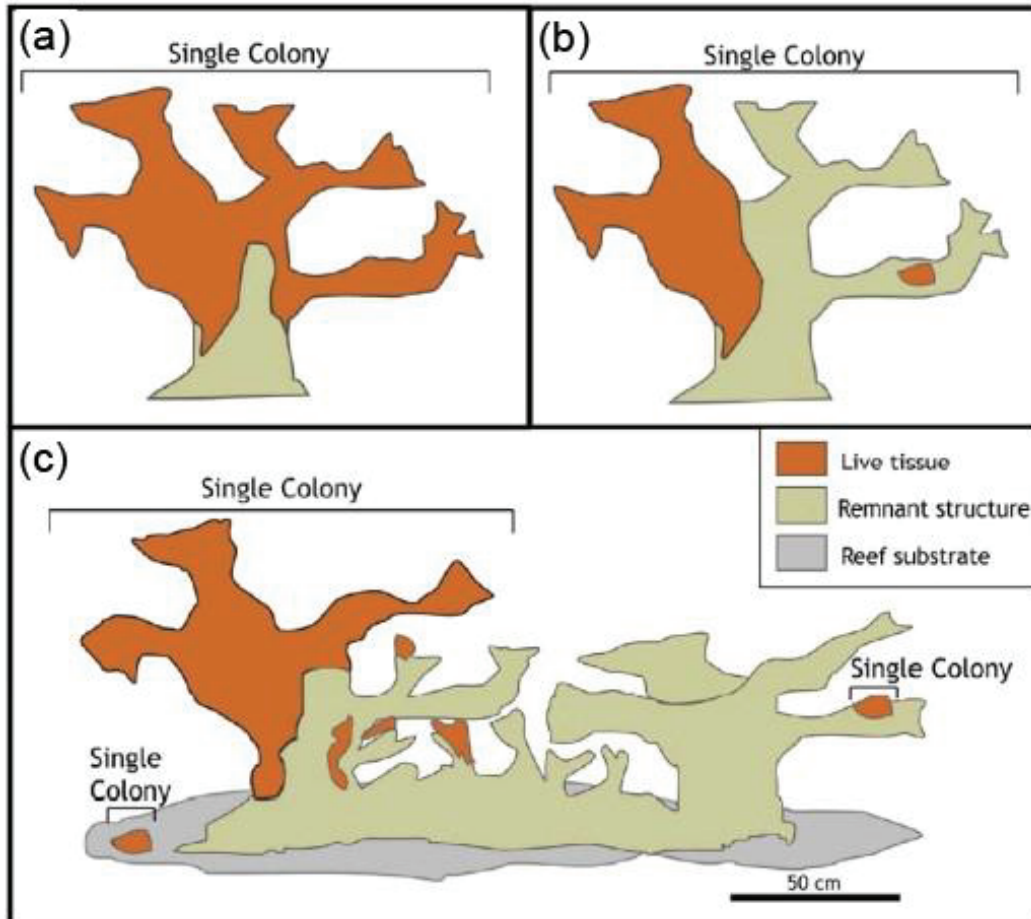 (a)
Single Colony
(b)
Single Colony
(c)
Single Colony
Live tissue
Remnant structure
Reef substrate
Single Colony
Single
Colony
50 cm